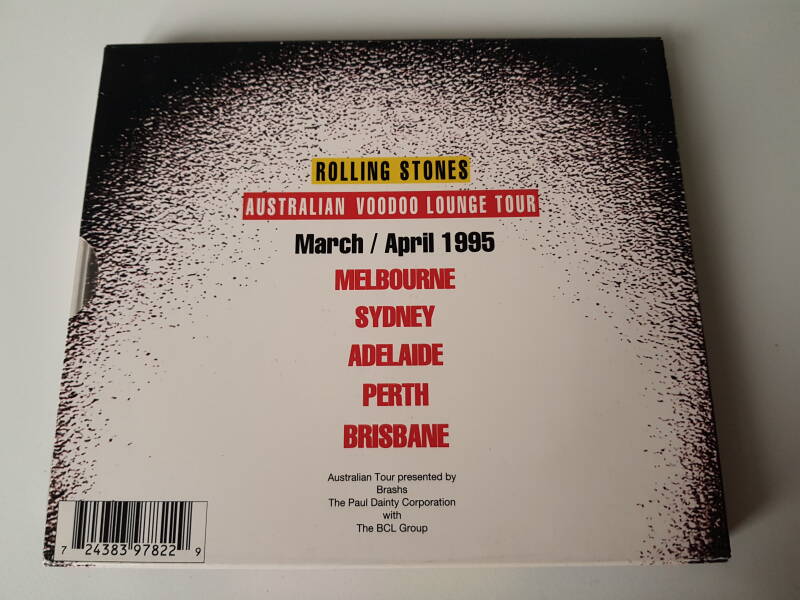 ROLLING STONES
AUSTRALIAN VOODOO LOUNGE TOUR
March / April 1995
MELBOURNE
SYDNEY
ADELAIDE
PERTH
BRISBANE
Australian Tour presented by
Brashs
The Paul Dainty Corporation
with
The BCL Group
7 24383 97822 9